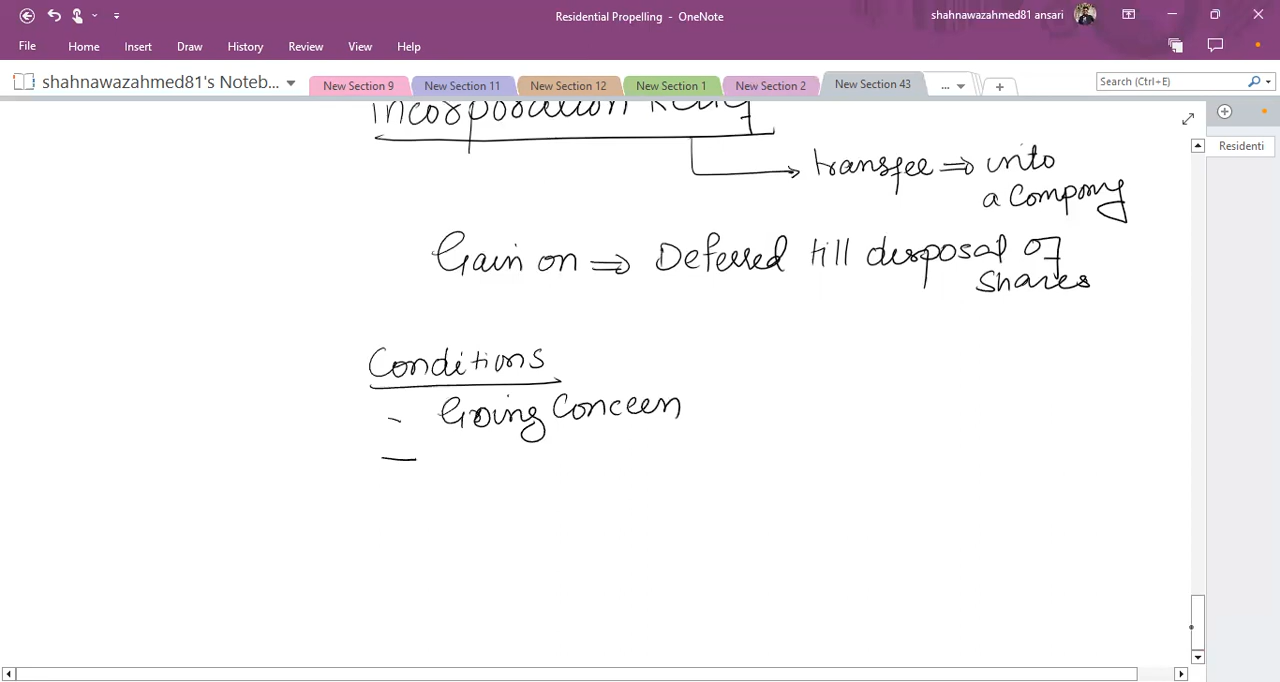 Residential Propelling - OneNote
shahnawazahmed81 ansari
File Home Insert Draw History Review View Help
shahnawazahmed81's Noteb... New Section 9 New Section 11 New Section 12 New Section 1 New Section 2 New Section 43 ... + Search (Ctrl+E)
Residenti
Incorporation
transfer ⇒ into
a Company
Gain on ⇒ Deferred till disposal of
shares
Conditions
- Going Concern
—